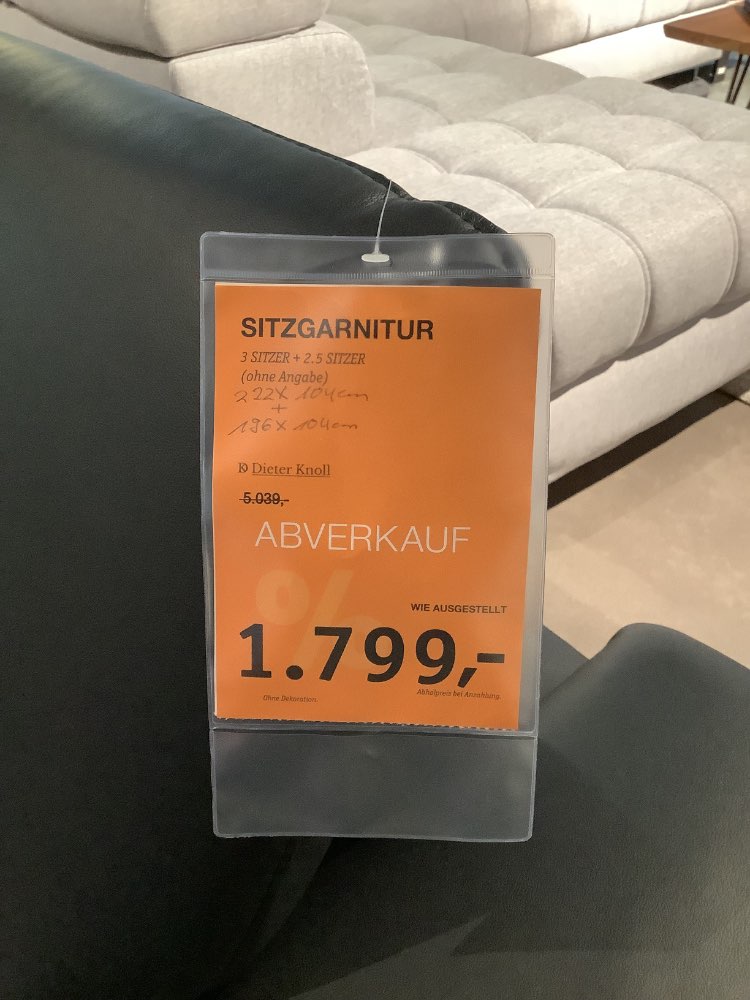 SITZGARNITUR
3 SITZER + 2.5 SITZER
(ohne Angabe)
222X 104cm
+
196x 104cm
Dieter Knoll
5.039,-
ABVERKAUF
%
WIE AUSGESTELLT
1.799,-
Ohne Dekoration.
Abholpreis bei Anzahlung.